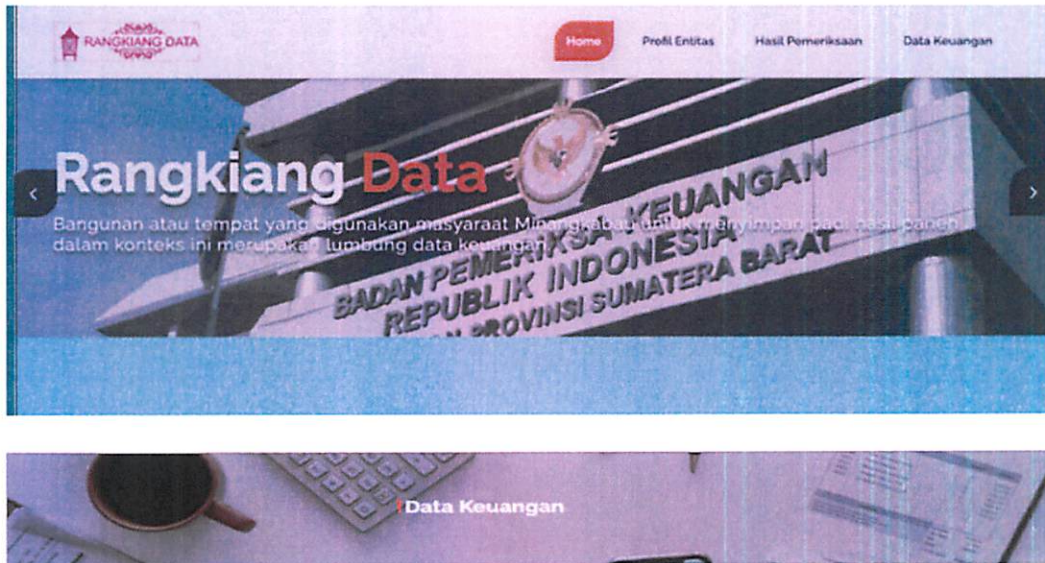 RANGKIANG DATA
Home Profil Entitas Hasil Pemeriksaan Data Keuangan
Rangkiang Data
Bangunan atau tempat yang digunakan masyaraat Minangkabau untuk menyimpan padi hasil panen
dalam konteks ini merupakan lumbung data keuangan.
BADAN PEMERIKSA KEUANGAN
REPUBLIK INDONESIA
PROVINSI SUMATERA BARAT
Data Keuangan